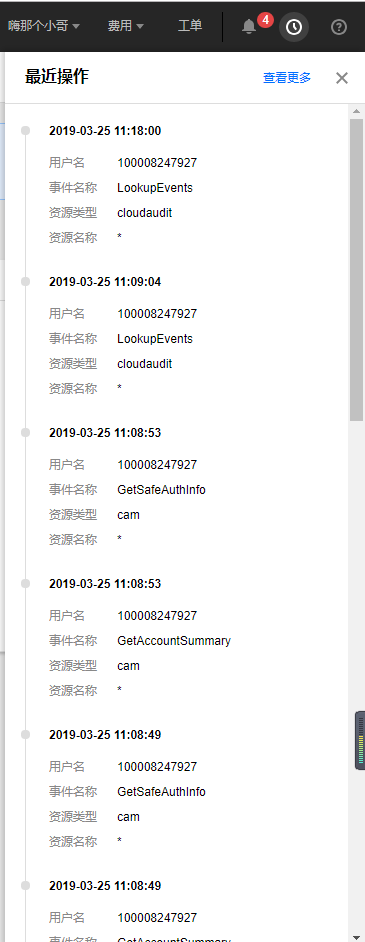 嗨那个小哥 费用 工单 4
最近操作 查看更多
2019-03-25 11:18:00
用户名 100008247927
事件名称 LookupEvents
资源类型 cloudaudit
资源名称 *
2019-03-25 11:09:04
用户名 100008247927
事件名称 LookupEvents
资源类型 cloudaudit
资源名称 *
2019-03-25 11:08:53
用户名 100008247927
事件名称 GetSafeAuthInfo
资源类型 cam
资源名称 *
2019-03-25 11:08:53
用户名 100008247927
事件名称 GetAccountSummary
资源类型 cam
资源名称 *
2019-03-25 11:08:49
用户名 100008247927
事件名称 GetSafeAuthInfo
资源类型 cam
资源名称 *
2019-03-25 11:08:49
用户名 100008247927
事件名称 GetAccountSummary